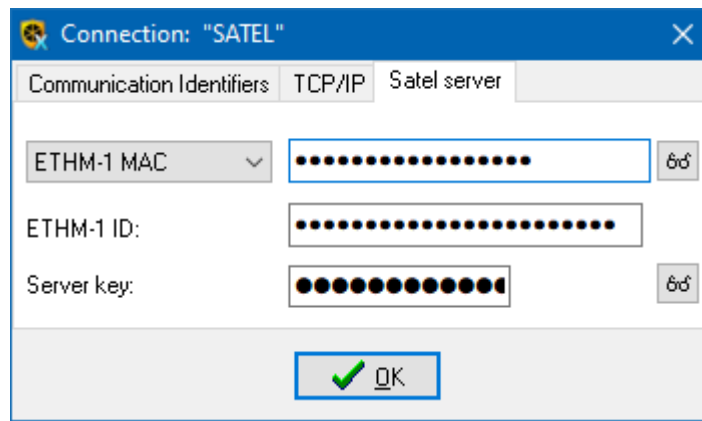 Connection: "SATEL"
Communication Identifiers TCP/IP Satel server
ETHM-1 MAC •••••••••••••••••
ETHM-1 ID: •••••••••••••••••••••••
Server key: ●●●●●●●●●●●●
OK